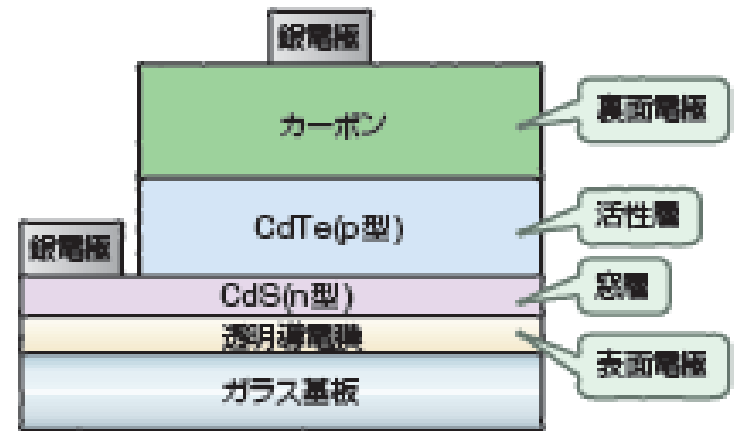 銀電極
カーボン
裏面電極
CdTe(p型)
活性層
銀電極
CdS(n型)
窓層
透明導電膜
表面電極
ガラス基板